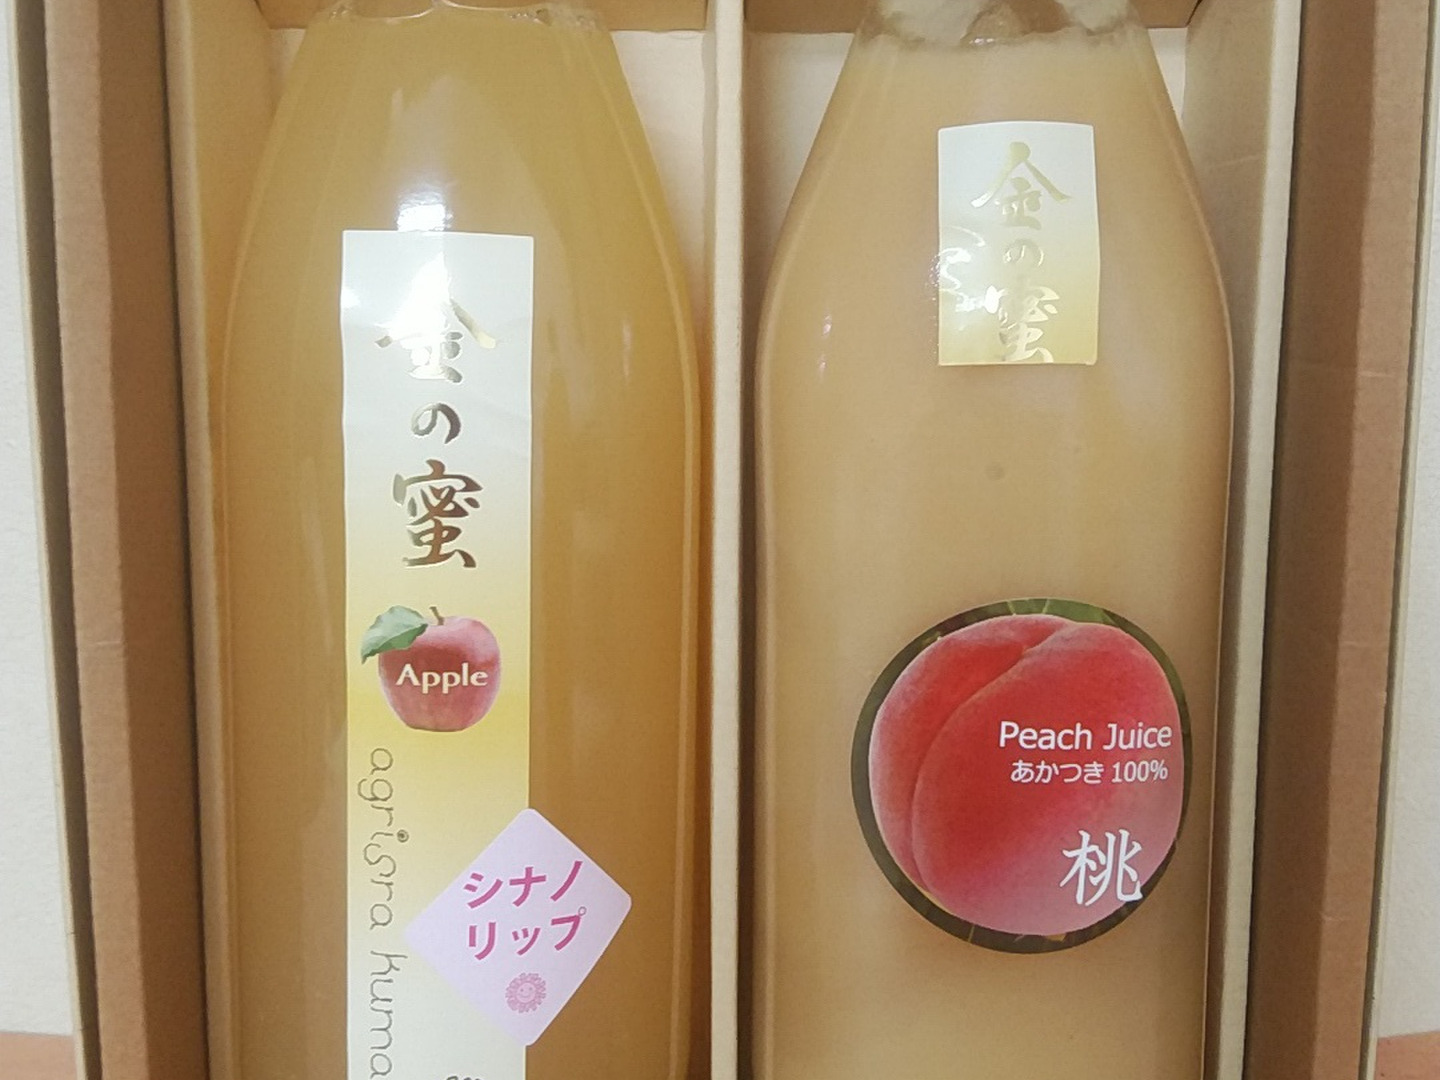 金の蜜
Apple
agrisra kuma
シナノ
リップ
金の蜜
Peach Juice
あかつき 100%
桃